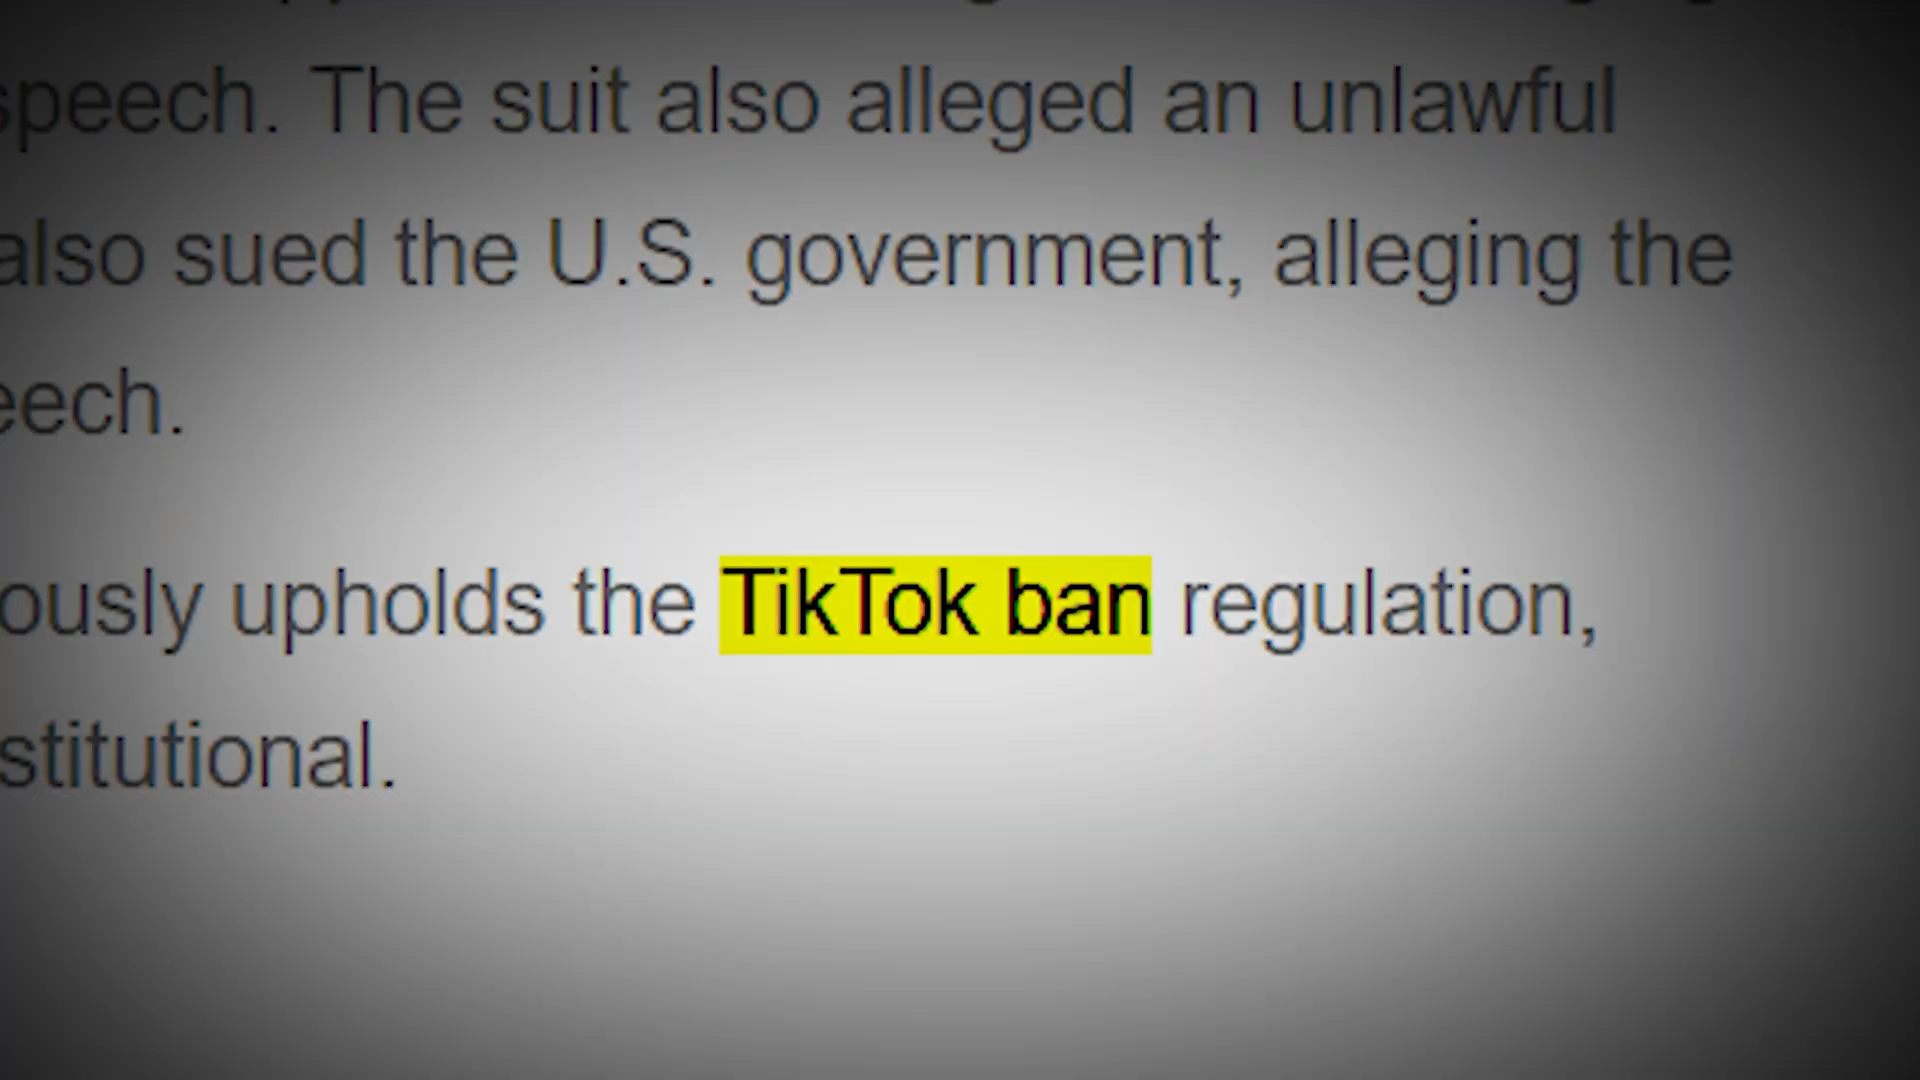 speech. The suit also alleged an unlawful
also sued the U.S. government, alleging the
eech.
ously upholds the TikTok ban regulation,
stitutional.